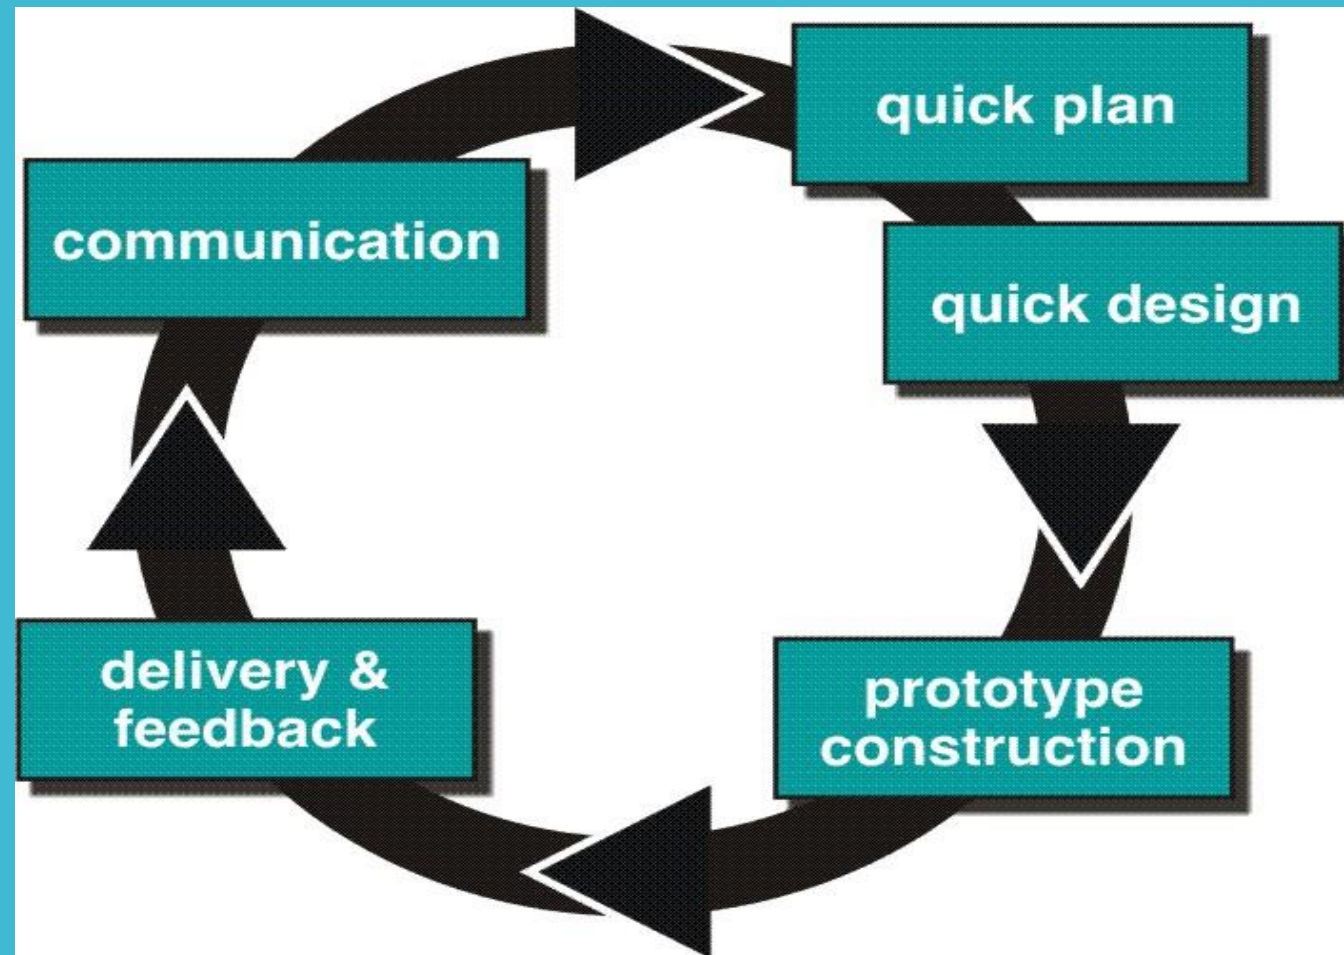 communication
quick plan
quick design
prototype
construction
delivery &
feedback